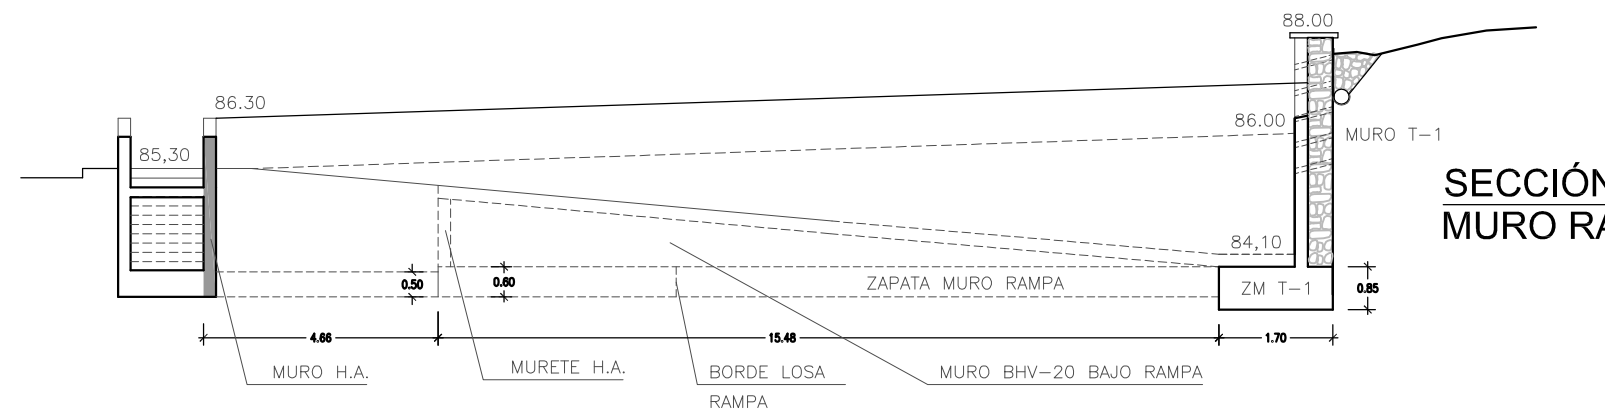 88.00
86.30
86.00
MURO T-1
85,30
SECCIÓN
MURO RA
84,10
0.50
0.60
ZAPATA MURO RAMPA
ZM T-1
0.85
4.66
15.48
1.70
MURO H.A.
MURETE H.A.
BORDE LOSA
RAMPA
MURO BHV-20 BAJO RAMPA